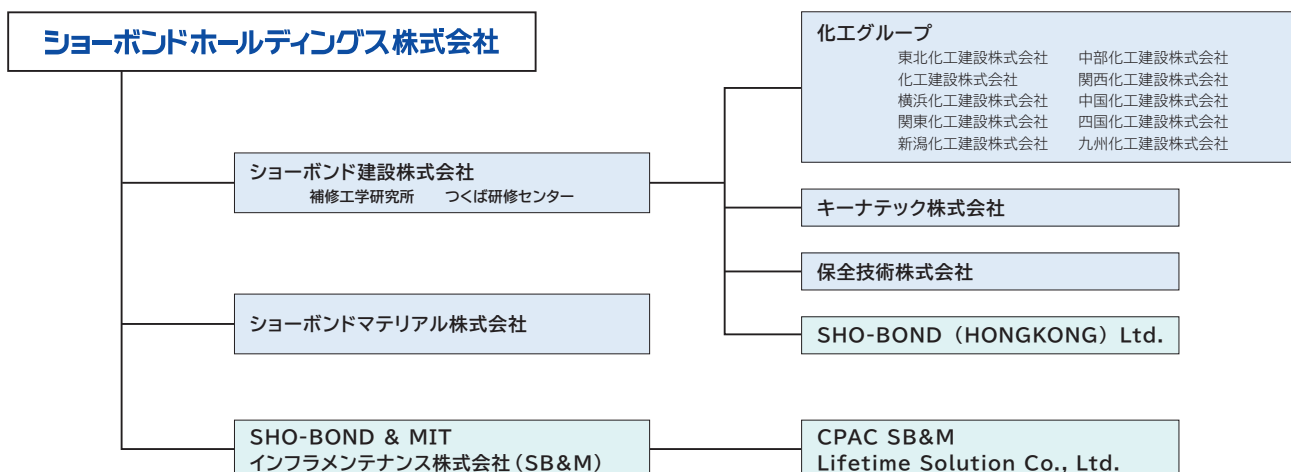 ショーボンドホールディングス株式会社
ショーボンド建設株式会社
補修工学研究所 つくば研修センター
ショーボンドマテリアル株式会社
SHO-BOND & MIT
インフラメンテナンス株式会社(SB&M)
化工グループ
東北化工建設株式会社 中部化工建設株式会社
化工建設株式会社 関西化工建設株式会社
横浜化工建設株式会社 中国化工建設株式会社
関東化工建設株式会社 四国化工建設株式会社
新潟化工建設株式会社 九州化工建設株式会社
キーナテック株式会社
保全技術株式会社
SHO-BOND(HONGKONG)Ltd.
CPAC SB&M
Lifetime Solution Co., Ltd.